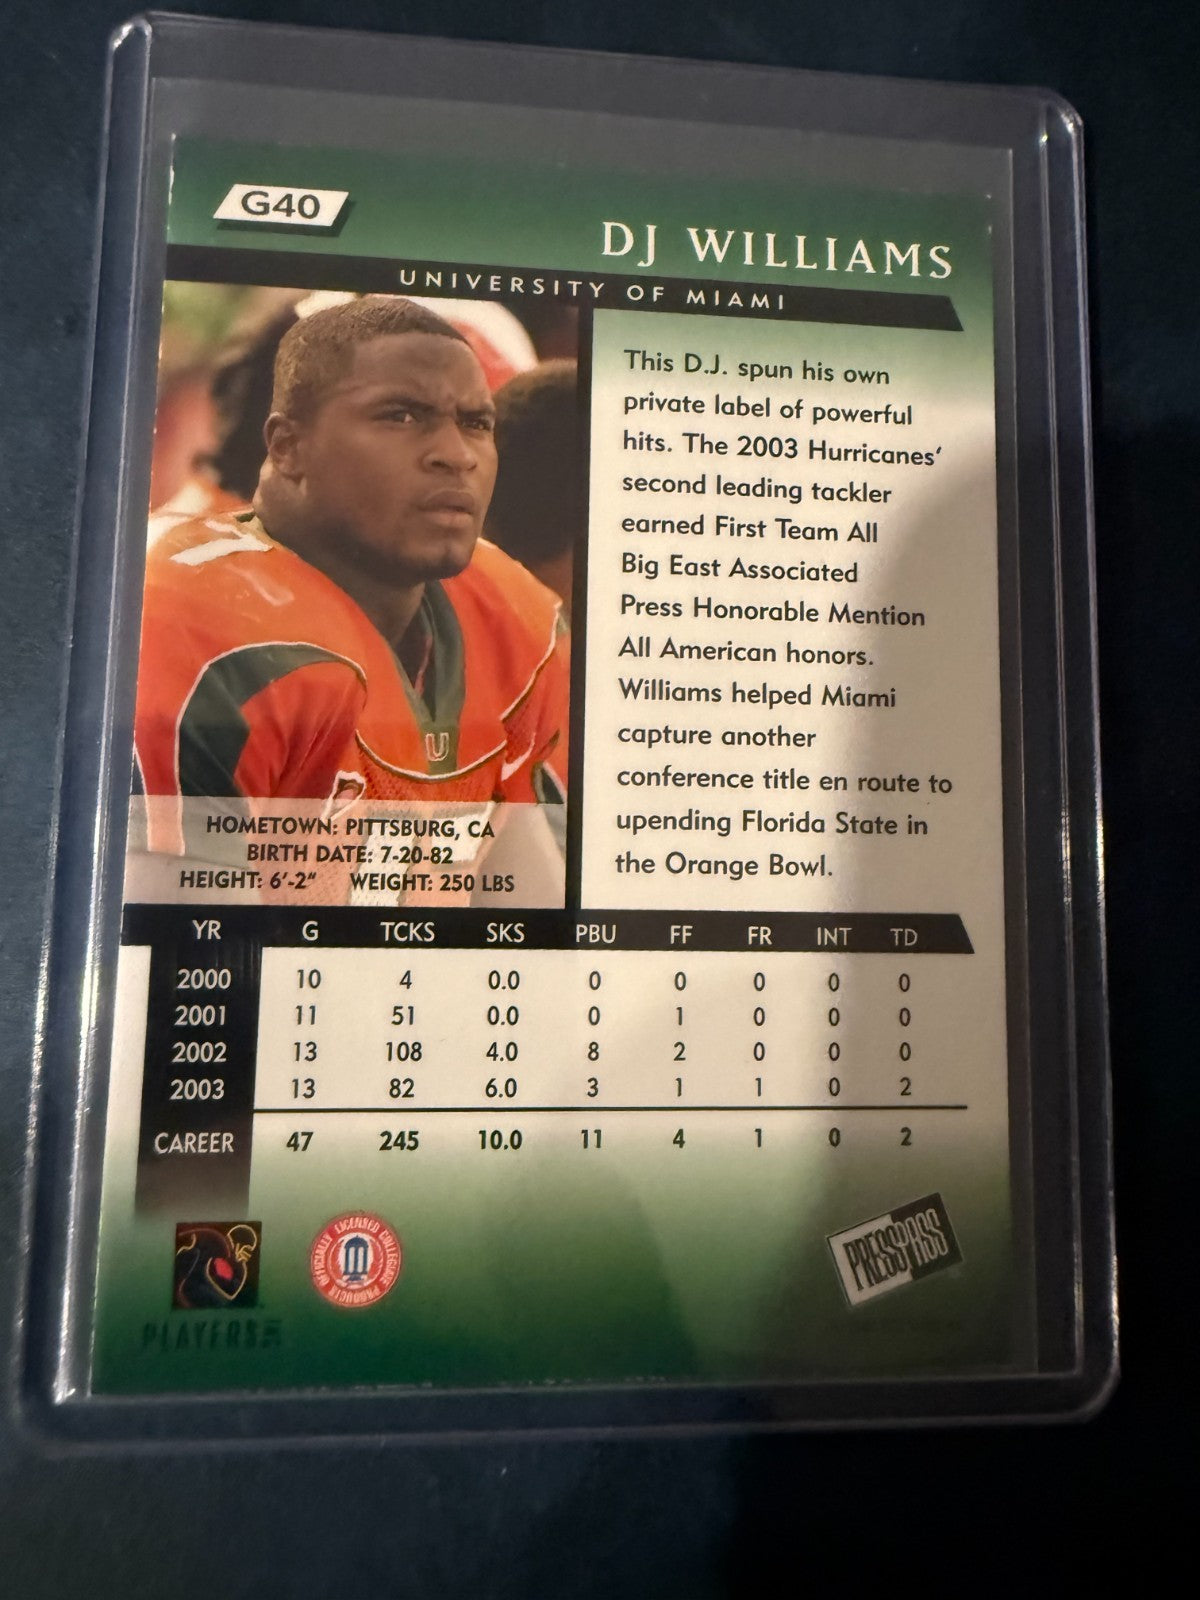 G40
DJ WILLIAMS
UNIVERSITY OF MIAMI
This D.J. spun his own
private label of powerful
hits. The 2003 Hurricanes'
second leading tackler
earned First Team All
Big East Associated
Press Honorable Mention
All American honors.
Williams helped Miami
capture another
conference title en route to
upending Florida State in
the Orange Bowl.
U
HOMETOWN: PITTSBURG, CA
BIRTH DATE: 7-20-82
HEIGHT: 6'-2" WEIGHT: 250 LBS
YR G TCKS SKS PBU FF FR INT TD
2000 10 4 0.0 0 0 0 0 0
2001 11 51 0.0 0 1 0 0 0
2002 13 108 4.0 8 2 0 0 0
2003 13 82 6.0 3 1 1 0 2
CAREER 47 245 10.0 11 4 1 0 2
OFFICIALLY LICENSED COLLEGIATE PRODUCTS
PRESS PASS
PLAYERS INC